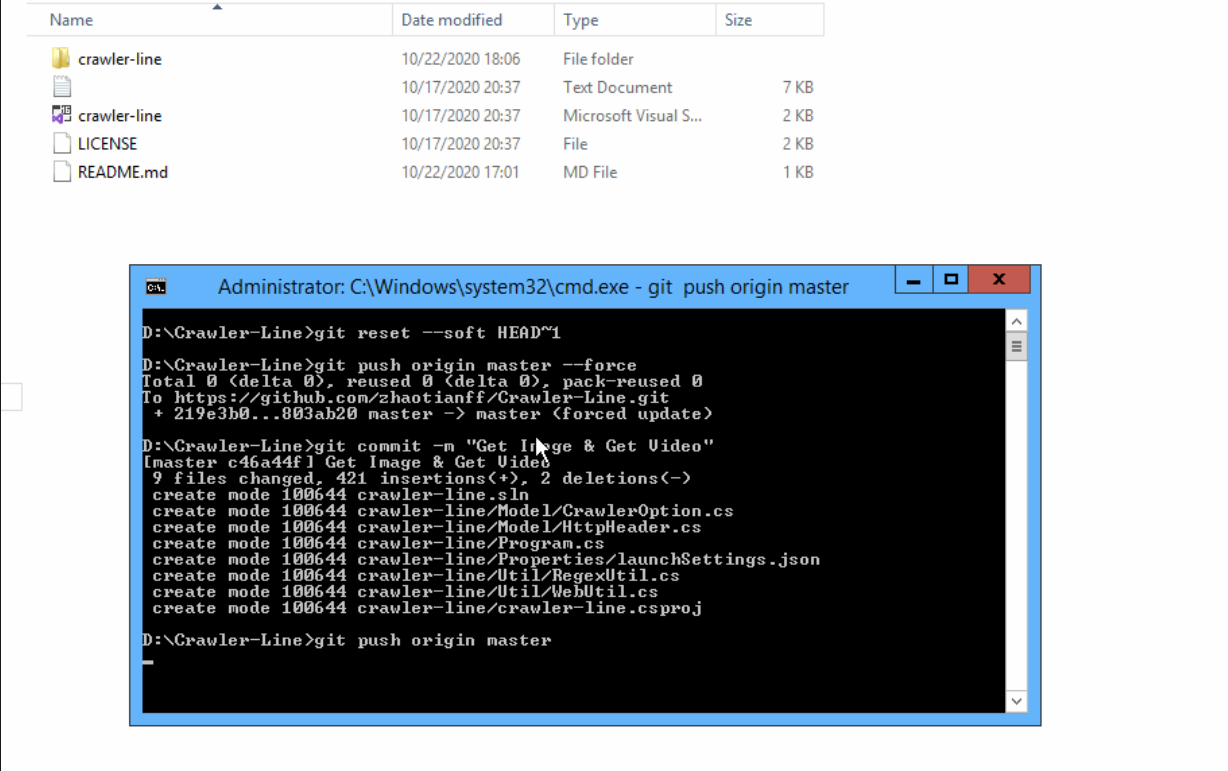 Name Date modified Type Size
crawler-line 10/22/2020 18:06 File folder
10/17/2020 20:37 Text Document 7 KB
crawler-line 10/17/2020 20:37 Microsoft Visual S... 2 KB
LICENSE 10/17/2020 20:37 File 2 KB
README.md 10/22/2020 17:01 MD File 1 KB
Administrator: C:\Windows\system32\cmd.exe - git  push origin master
D:\Crawler-Line>git reset --soft HEAD~1
D:\Crawler-Line>git push origin master --force
Total 0 (delta 0), reused 0 (delta 0), pack-reused 0
To https://github.com/zhaotianff/Crawler-Line.git
 + 219e3b0...803ab20 master -> master (forced update)
D:\Crawler-Line>git commit -m "Get Image & Get Video"
[master c46a44f] Get Image & Get Video
 9 files changed, 421 insertions(+), 2 deletions(-)
 create mode 100644 crawler-line.sln
 create mode 100644 crawler-line/Model/CrawlerOption.cs
 create mode 100644 crawler-line/Model/HttpHeader.cs
 create mode 100644 crawler-line/Program.cs
 create mode 100644 crawler-line/Properties/launchSettings.json
 create mode 100644 crawler-line/Util/RegexUtil.cs
 create mode 100644 crawler-line/Util/WebUtil.cs
 create mode 100644 crawler-line/crawler-line.csproj
D:\Crawler-Line>git push origin master